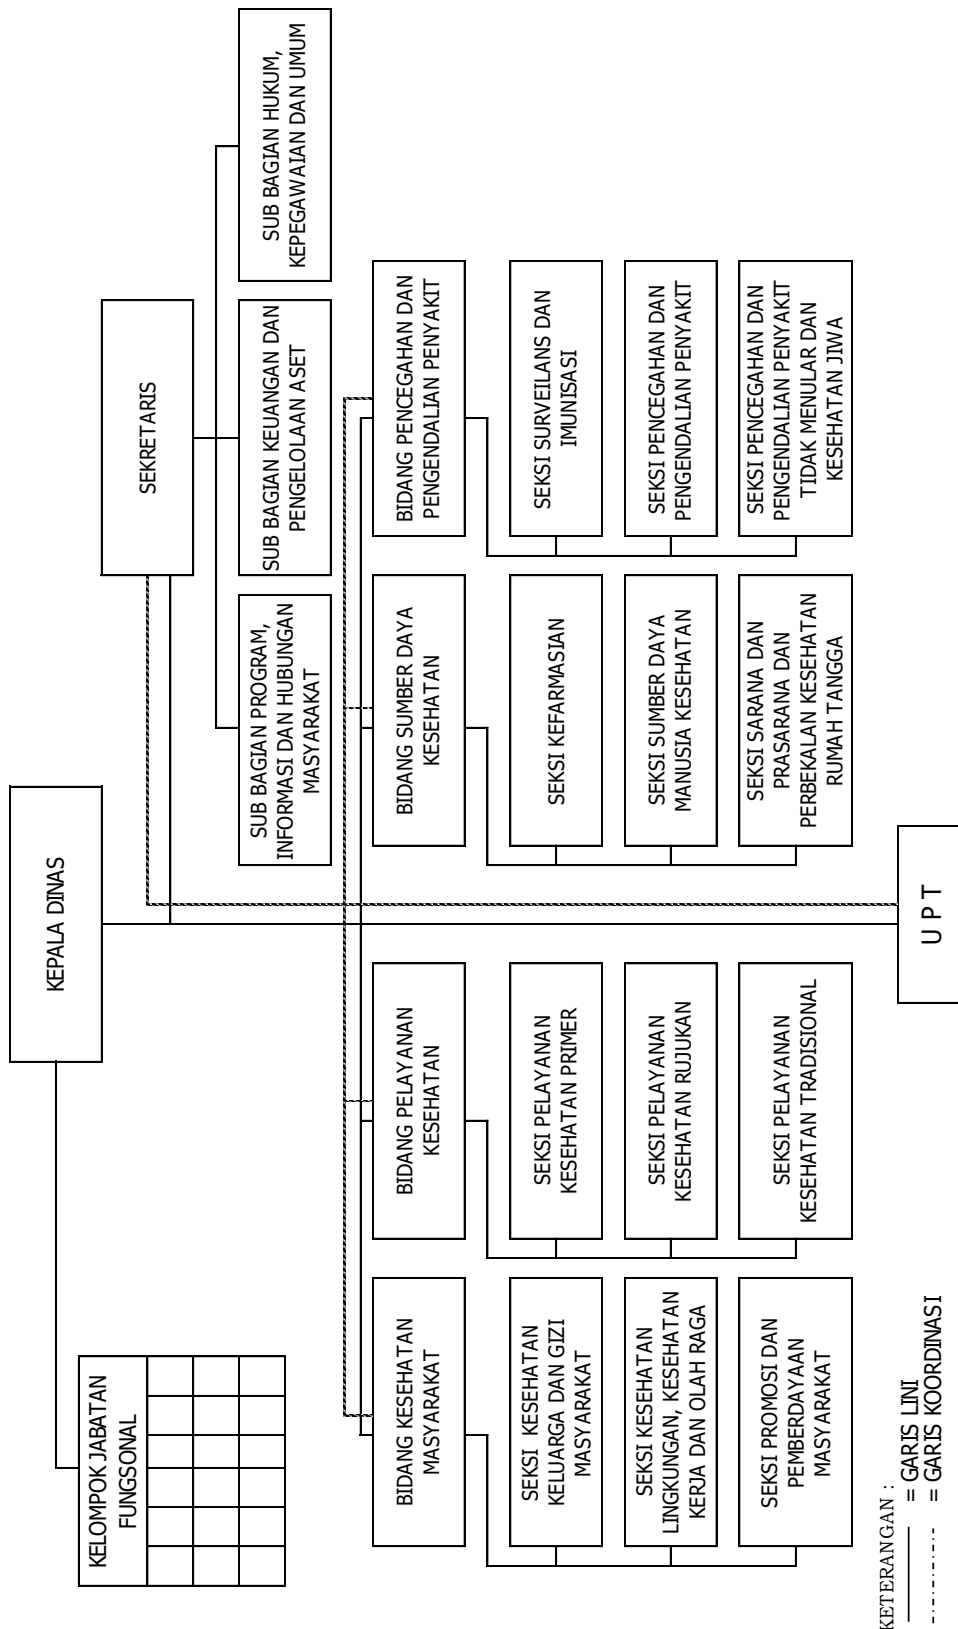 KEPALA DINAS
KELOMPOK JABATAN
FUNGSONAL
SEKRETARIS
SUB BAGIAN PROGRAM,
INFORMASI DAN HUBUNGAN
MASYARAKAT
SUB BAGIAN KEUANGAN DAN
PENGELOLAAN ASET
SUB BAGIAN HUKUM,
KEPEGAWAIAN DAN UMUM
BIDANG KESEHATAN
MASYARAKAT
BIDANG PELAYANAN
KESEHATAN
BIDANG SUMBER DAYA
KESEHATAN
BIDANG PENCEGAHAN DAN
PENGENDALIAN PENYAKIT
SEKSI KESEHATAN
KELUARGA DAN GIZI
MASYARAKAT
SEKSI PELAYANAN
KESEHATAN PRIMER
SEKSI KEFARMASIAN
SEKSI SURVEILANS DAN
IMUNISASI
SEKSI KESEHATAN
LINGKUNGAN, KESEHATAN
KERJA DAN OLAH RAGA
SEKSI PELAYANAN
KESEHATAN RUJUKAN
SEKSI SUMBER DAYA
MANUSIA KESEHATAN
SEKSI PENCEGAHAN DAN
PENGENDALIAN PENYAKIT
SEKSI PROMOSI DAN
PEMBERDAYAAN
MASYARAKAT
SEKSI PELAYANAN
KESEHATAN TRADISIONAL
SEKSI SARANA DAN
PRASARANA DAN
PERBEKALAN KESEHATAN
RUMAH TANGGA
SEKSI PENCEGAHAN DAN
PENGENDALIAN PENYAKIT
TIDAK MENULAR DAN
KESEHATAN JIWA
U P T
KETERANGAN :
= GARIS LINI
= GARIS KOORDINASI